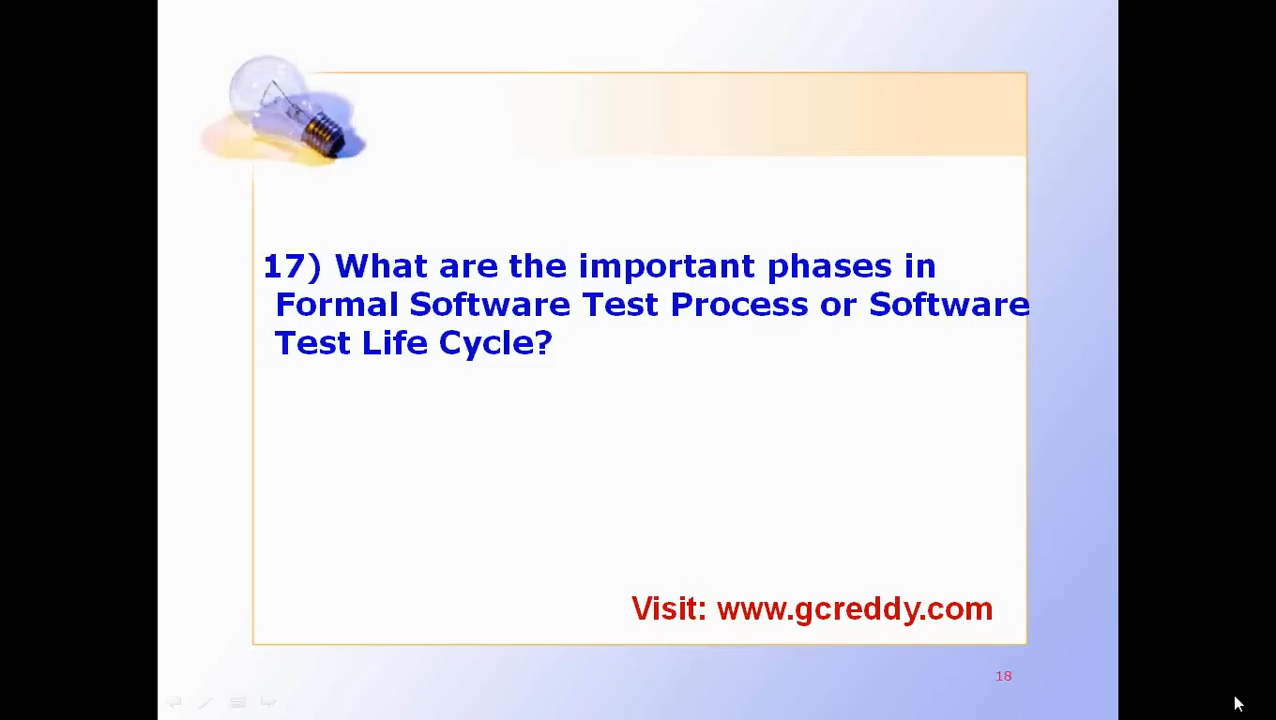 17) What are the important phases in
Formal Software Test Process or Software
Test Life Cycle?
Visit: www.gcreddy.com
18